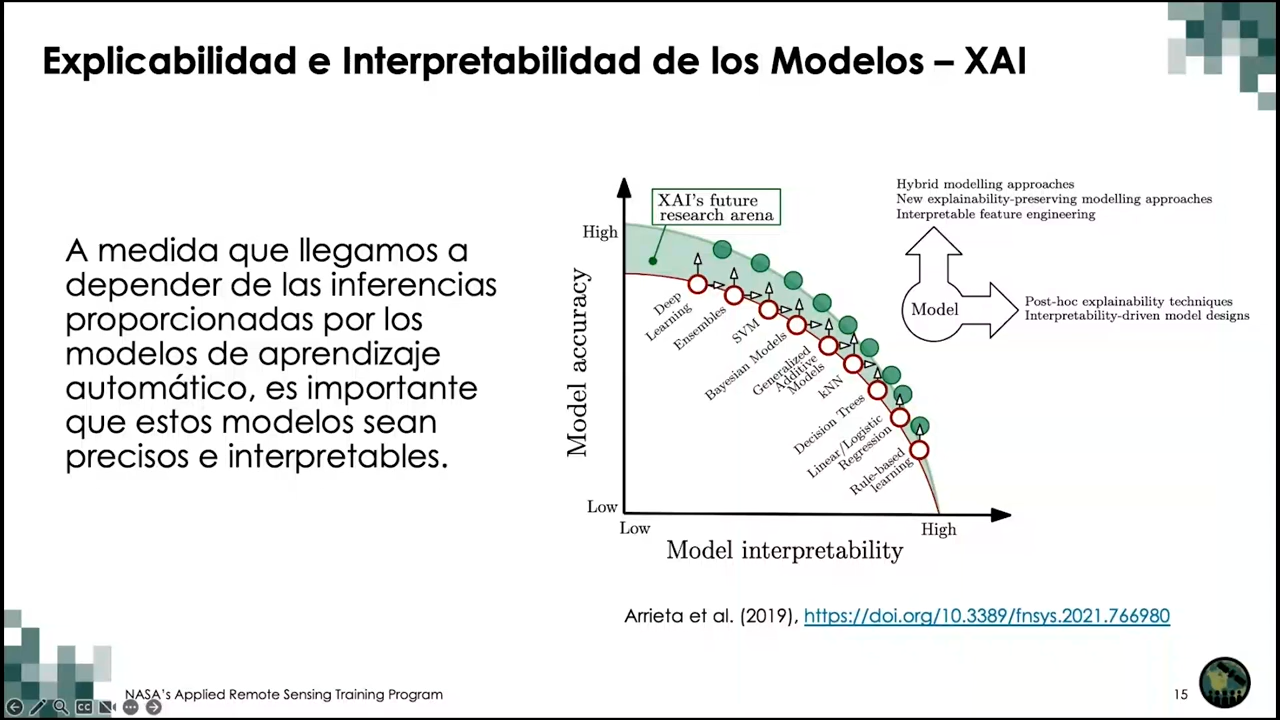 Explicabilidad e Interpretabilidad de los Modelos – XAI
A medida que llegamos a
depender de las inferencias
proporcionadas por los
modelos de aprendizaje
automático, es importante
que estos modelos sean
precisos e interpretables.
XAI's future
research arena
High
Low
Model accuracy
Deep
Learning
Ensembles
SVM
Bayesian Models
Generalized
Additive
Models
kNN
Decision Trees
Linear/Logistic
Regression
Rule-based
learning
Low
High
Model interpretability
Hybrid modelling approaches
New explainability-preserving modelling approaches
Interpretable feature engineering
Model
Post-hoc explainability techniques
Interpretability-driven model designs
Arrieta et al. (2019), https://doi.org/10.3389/fnsys.2021.766980
NASA's Applied Remote Sensing Training Program
15
CC